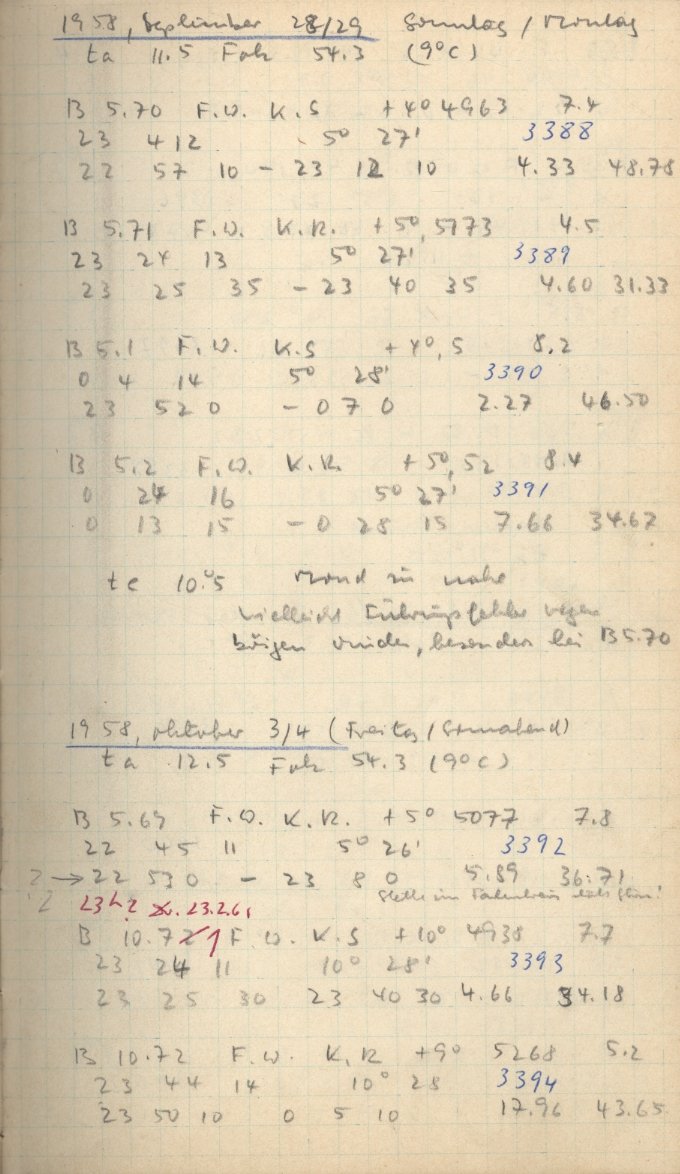 1958, September 28/29 Sonntag / Montag
ta 11.5 Fok 54.3 (9°C)
B 5.70 F.W. K.S +4° 4963 7.4
23 4 12 5° 27' 3388
22 57 10 - 23 12 10 4.33 48.78
B 5.71 F.W. K.R. +5°, 5173 4.5
23 24 13 5° 27' 3389
23 25 35 - 23 40 35 4.60 31.33
B 5.1 F.W. K.S +4°, 5 8.2
0 4 14 5° 28' 3390
23 52 0 - 0 7 0 2.27 46.50
B 5.2 F.W. K.R. +5°, 52 8.4
0 24 16 5° 27' 3391
0 13 15 - 0 28 15 7.66 34.67
te 10.°5 Mond zu nahe
vielleicht Führungsfehler wegen
böigen Windes, besonders bei B 5.70
1958, Oktober 3/4 (Freitag / Sonnabend)
ta 12.5 Fok 54.3 (9°C)
B 5.69 F.W. K.R. +5° 5077 7.8
22 45 11 5° 26' 3392
? → 22 53 0 - 23 8 0 5.89 36.71
Stelle im
? 23h.2 23.2.61
B 10.71 F.W. K.S +10° 4938 7.7
23 24 11 10° 28' 3393
23 25 30 23 40 30 4.66 34.18
B 10.72 F.W. K.R +9° 5268 5.2
23 44 14 10° 28 3394
23 50 10 0 5 10 17.96 43.65